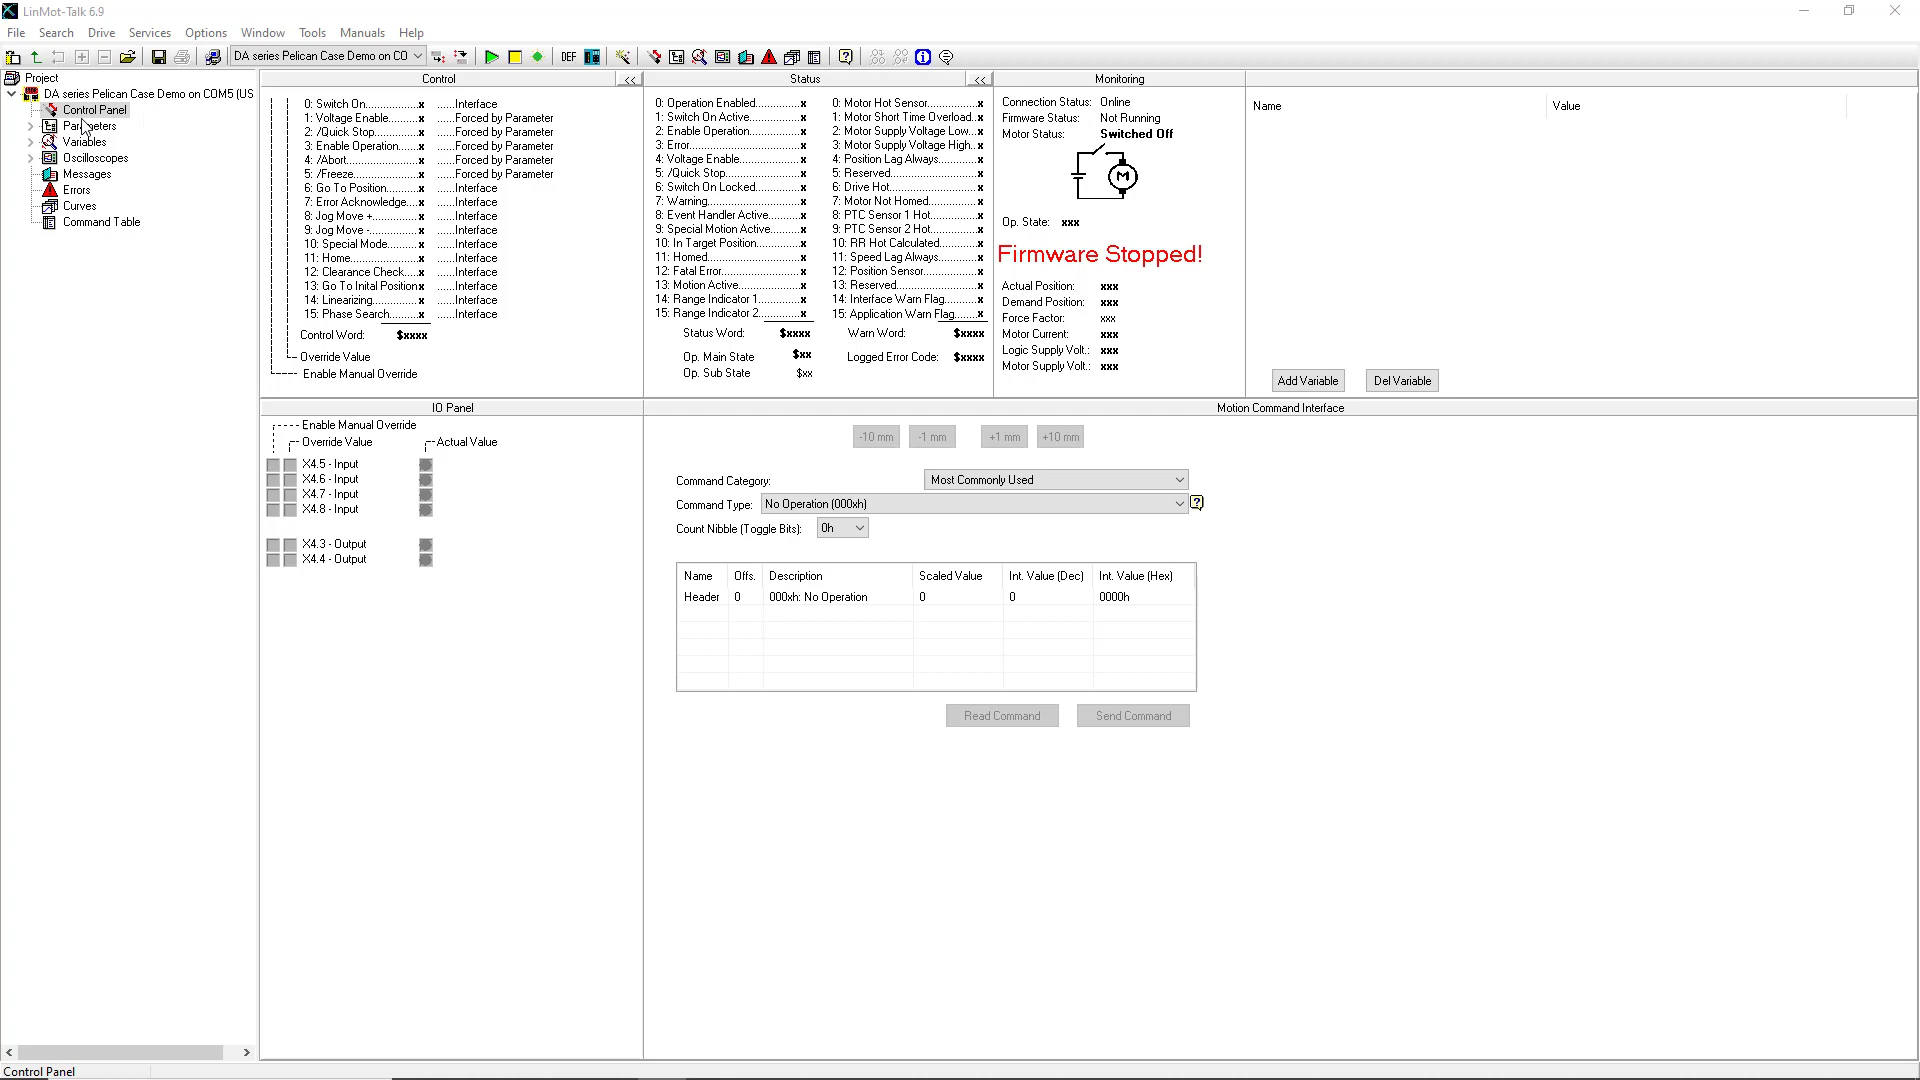 LinMot-Talk 6.9
File Search Drive Services Options Window Tools Manuals Help
DA series Pelican Case Demo on CO
DEF
Project
DA series Pelican Case Demo on COM5 (US
Control Panel
Parameters
Variables
Oscilloscopes
Messages
Errors
Curves
Command Table
Control
<<
0: Switch On................x ......Interface
1: Voltage Enable.........x ......Forced by Parameter
2: /Quick Stop.............x ......Forced by Parameter
3: Enable Operation......x ......Forced by Parameter
4: /Abort....................x ......Forced by Parameter
5: /Freeze..................x ......Forced by Parameter
6: Go To Position.........x ......Interface
7: Error Acknowledge....x ......Interface
8: Jog Move +.............x ......Interface
9: Jog Move -..............x ......Interface
10: Special Mode.........x ......Interface
11: Home...................x ......Interface
12: Clearance Check....x ......Interface
13: Go To Inital Position x ......Interface
14: Linearizing.............x ......Interface
15: Phase Search.........x ......Interface
Control Word: $xxxx
Override Value
Enable Manual Override
Status
<<
0: Operation Enabled............x
1: Switch On Active..............x
2: Enable Operation..............x
3: Error..............................x
4: Voltage Enable................x
5: /Quick Stop....................x
6: Switch On Locked............x
7: Warning.........................x
8: Event Handler Active.........x
9: Special Motion Active........x
10: In Target Position............x
11: Homed..........................x
12: Fatal Error......................x
13: Motion Active.................x
14: Range Indicator 1............x
15: Range Indicator 2............x
Status Word: $xxxx
Op. Main State $xx
Op. Sub State $xx
0: Motor Hot Sensor.............x
1: Motor Short Time Overload..x
2: Motor Supply Voltage Low...x
3: Motor Supply Voltage High..x
4: Position Lag Always...........x
5: Reserved........................x
6: Drive Hot........................x
7: Motor Not Homed..............x
8: PTC Sensor 1 Hot.............x
9: PTC Sensor 2 Hot.............x
10: RR Hot Calculated...........x
11: Speed Lag Always...........x
12: Position Sensor...............x
13: Reserved.......................x
14: Interface Warn Flag..........x
15: Application Warn Flag.......x
Warn Word: $xxxx
Logged Error Code: $xxxx
Monitoring
Connection Status: Online
Firmware Status: Not Running
Motor Status: Switched Off
M
Op. State: xxx
Firmware Stopped!
Actual Position: xxx
Demand Position: xxx
Force Factor: xxx
Motor Current: xxx
Logic Supply Volt.: xxx
Motor Supply Vol.: xxx
Name Value
Add Variable Del Variable
IO Panel
Enable Manual Override
Override Value Actual Value
X4.5 - Input
X4.6 - Input
X4.7 - Input
X4.8 - Input
X4.3 - Output
X4.4 - Output
Motion Command Interface
-10 mm -1 mm +1 mm +10 mm
Command Category: Most Commonly Used
Command Type: No Operation (000xh)
Count Nibble (Toggle Bits): 0h
Name Offs. Description Scaled Value Int. Value (Dec) Int. Value (Hex)
Header 0 000xh: No Operation 0 0 0000h
Read Command Send Command
Control Panel